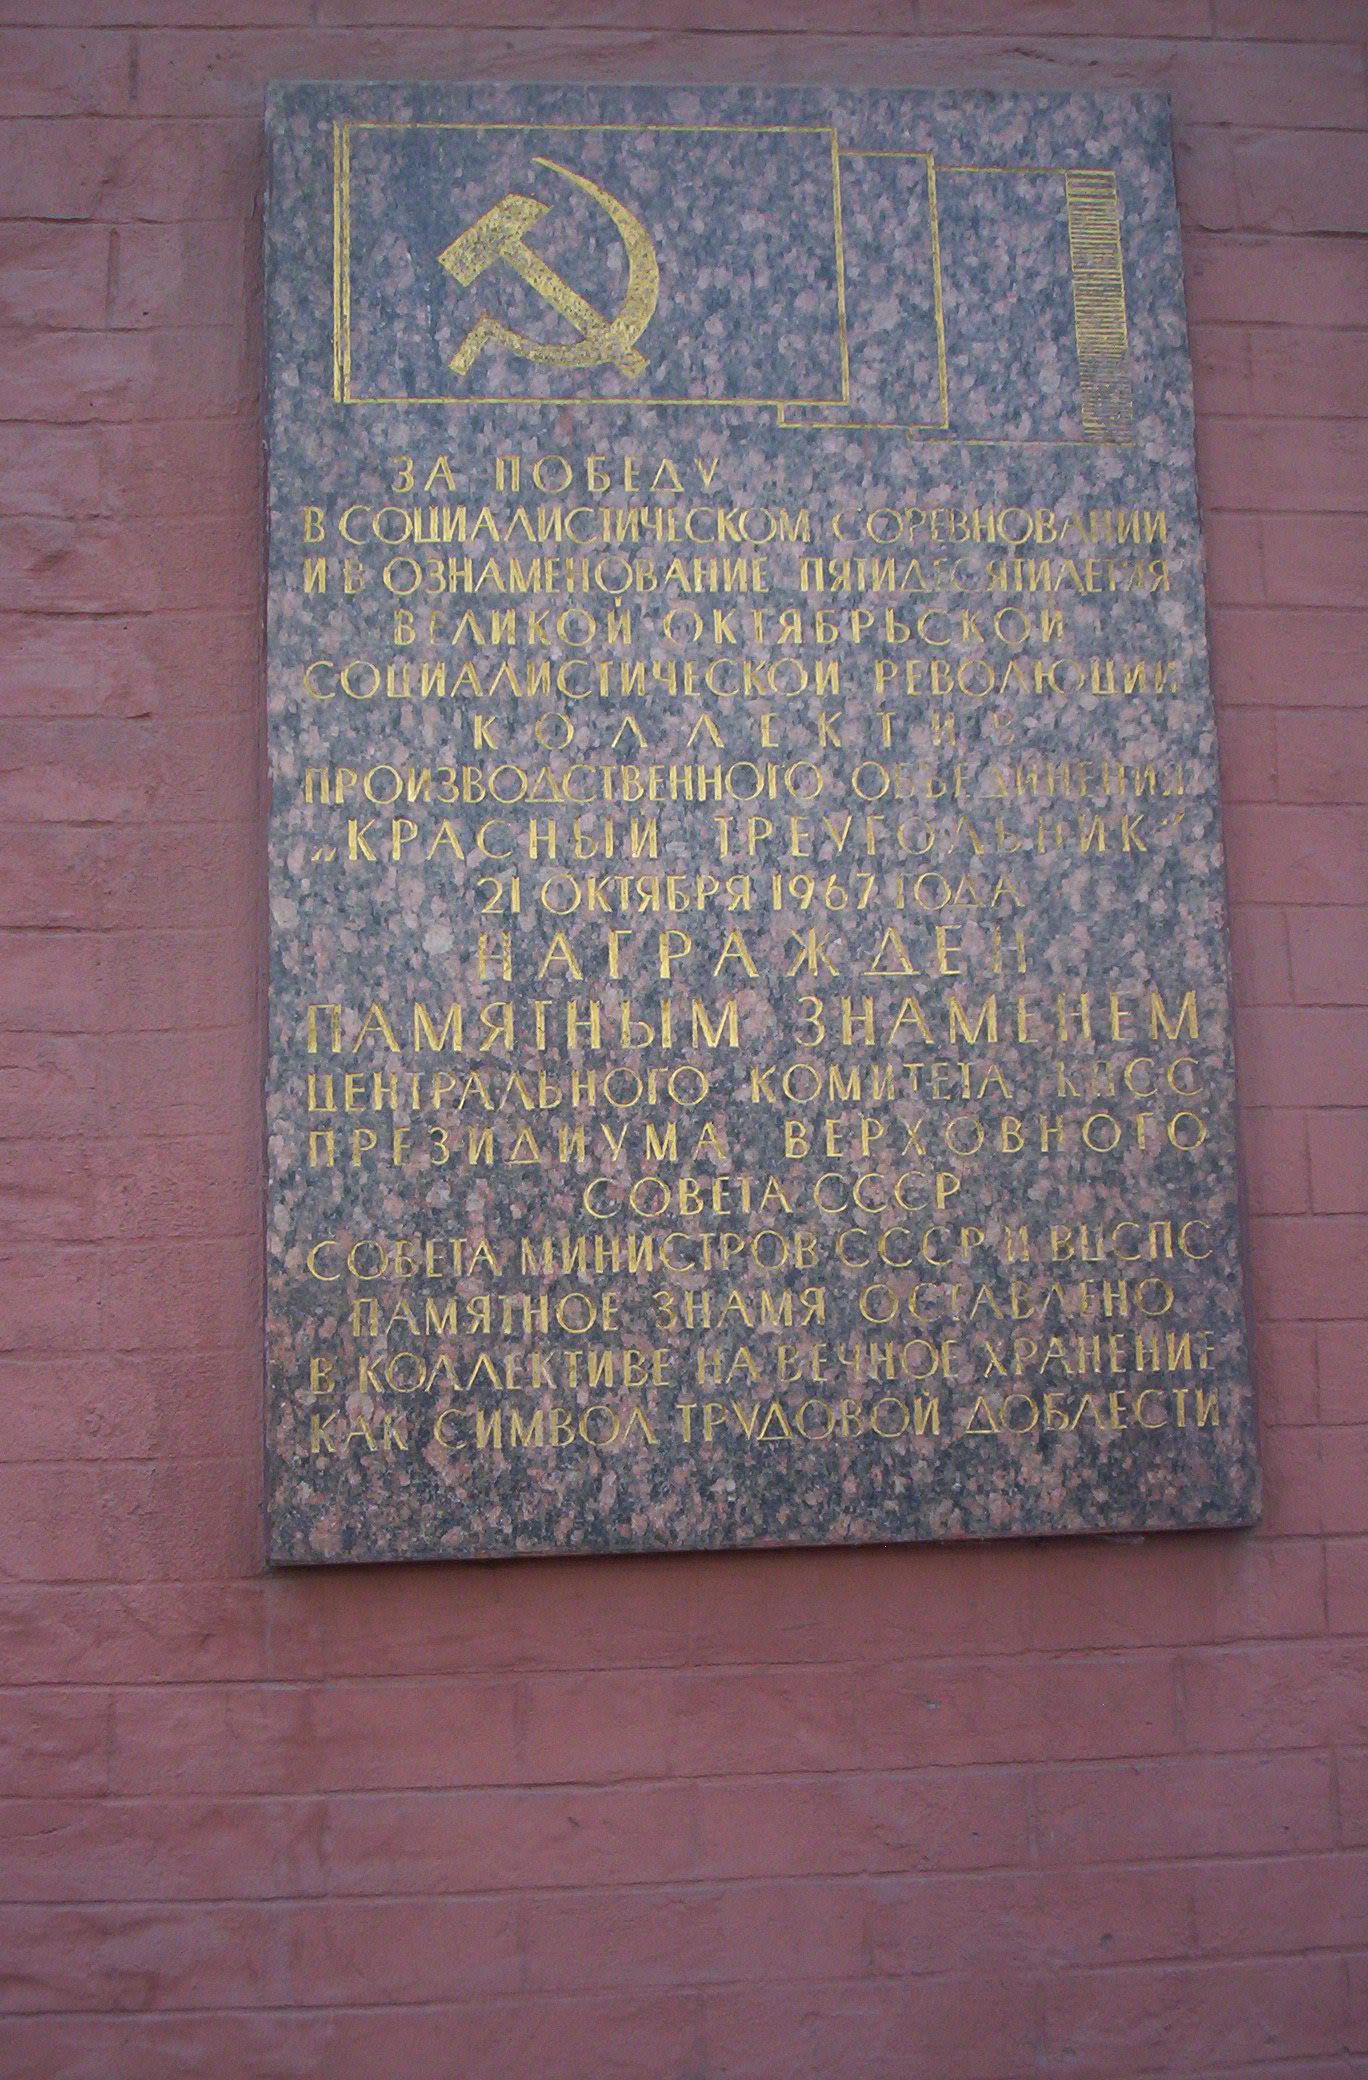 ЗА ПОБЕДУ
В СОЦИАЛИСТИЧЕСКОМ СОРЕВНОВАНИИ
И В ОЗНАМЕНОВАНИЕ ПЯТИДЕСЯТИЛЕТИЯ
ВЕЛИКОЙ ОКТЯБРЬСКОЙ
СОЦИАЛИСТИЧЕСКОЙ РЕВОЛЮЦИИ
КОЛЛЕКТИВ
ПРОИЗВОДСТВЕННОГО ОБЪЕДИНЕНИЯ
„КРАСНЫЙ ТРЕУГОЛЬНИК“
21 ОКТЯБРЯ 1967 ГОДА
НАГРАЖДЕН
ПАМЯТНЫМ ЗНАМЕНЕМ
ЦЕНТРАЛЬНОГО КОМИТЕТА КПСС
ПРЕЗИДИУМА ВЕРХОВНОГО
СОВЕТА СССР
СОВЕТА МИНИСТРОВ СССР И ВЦСПС
ПАМЯТНОЕ ЗНАМЯ ОСТАВЛЕНО
В КОЛЛЕКТИВЕ НА ВЕЧНОЕ ХРАНЕНИЕ
КАК СИМВОЛ ТРУДОВОЙ ДОБЛЕСТИ